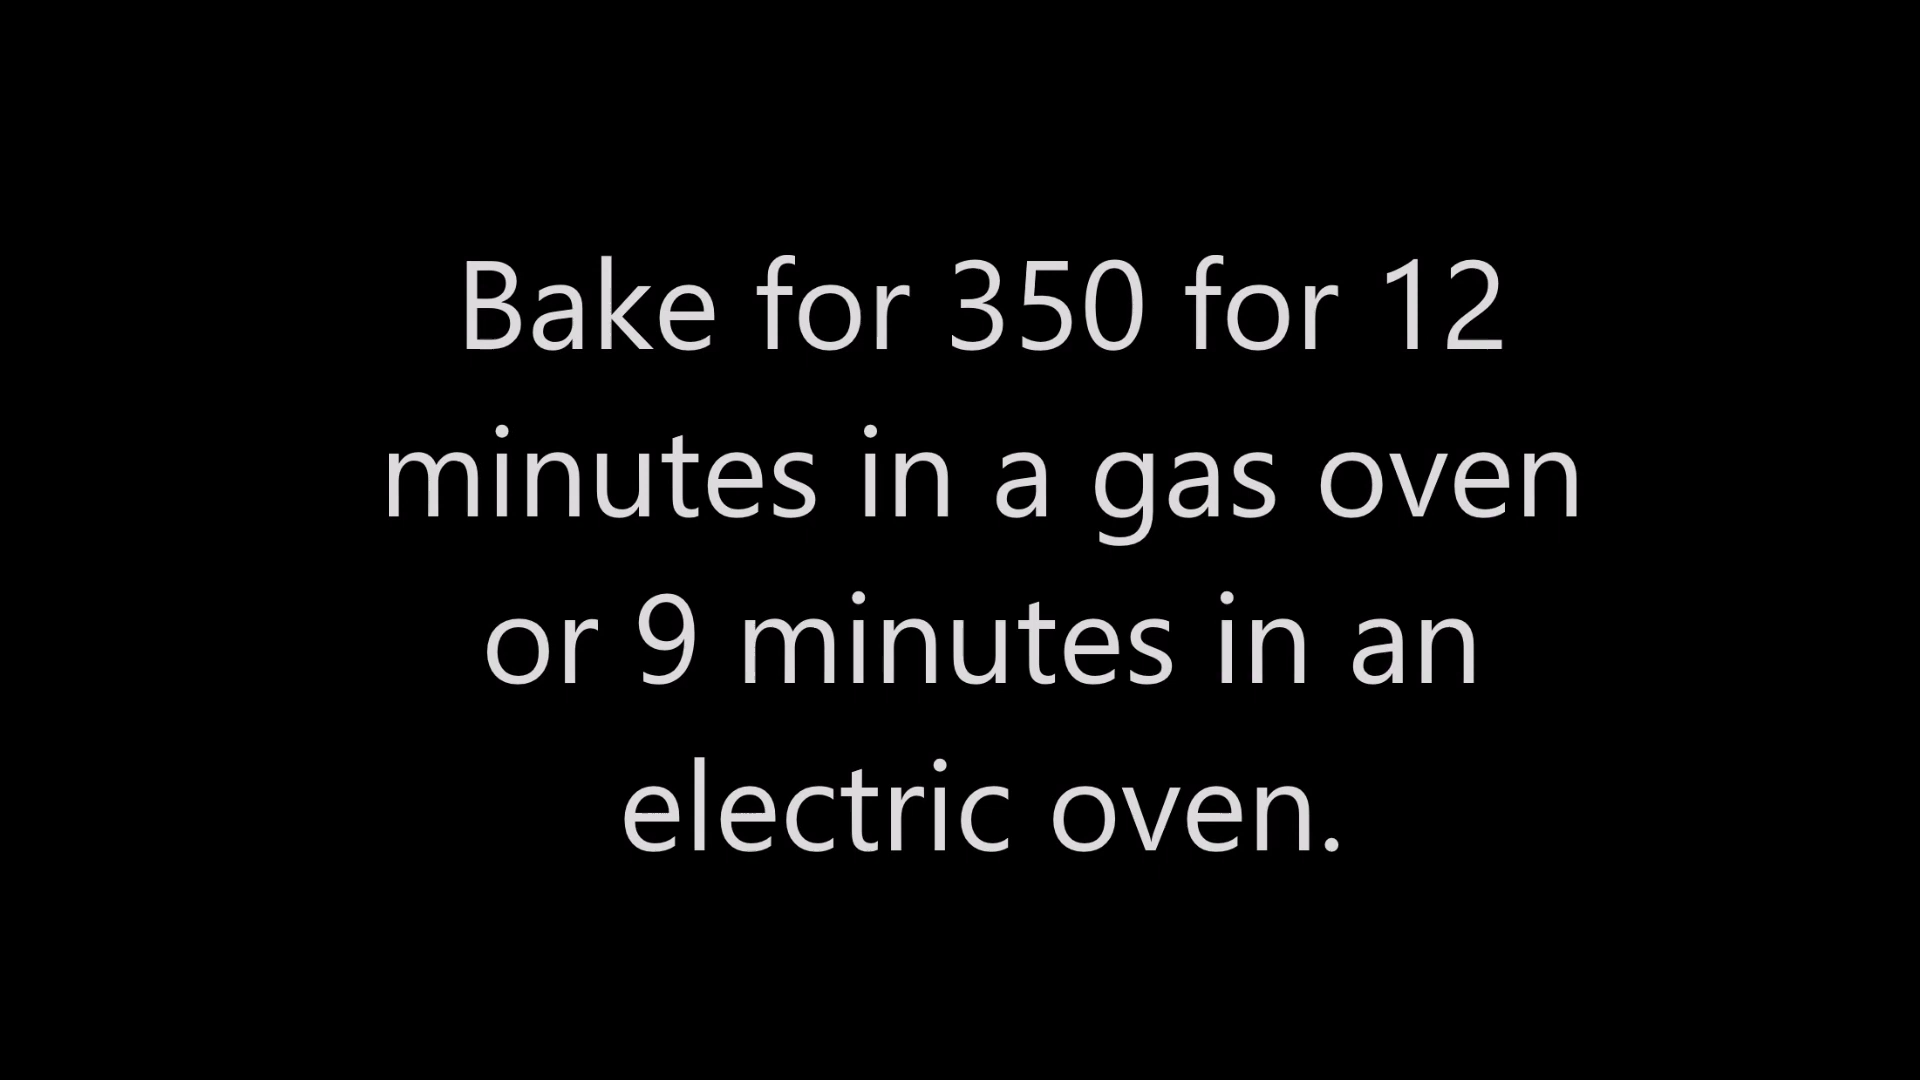 Bake for 350 for 12
minutes in a gas oven
or 9 minutes in an
electric oven.